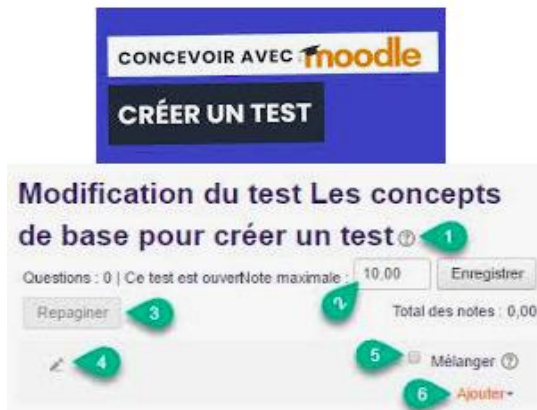 CONCEVOIR AVEC moodle
CRÉER UN TEST
Modification du test Les concepts
de base pour créer un test ? 1
Questions : 0 | Ce test est ouvertNote maximale : 10,00 Enregistrer
2
Repaginer 3 Total des notes : 0,00
4 5 Mélanger ?
6 Ajouter